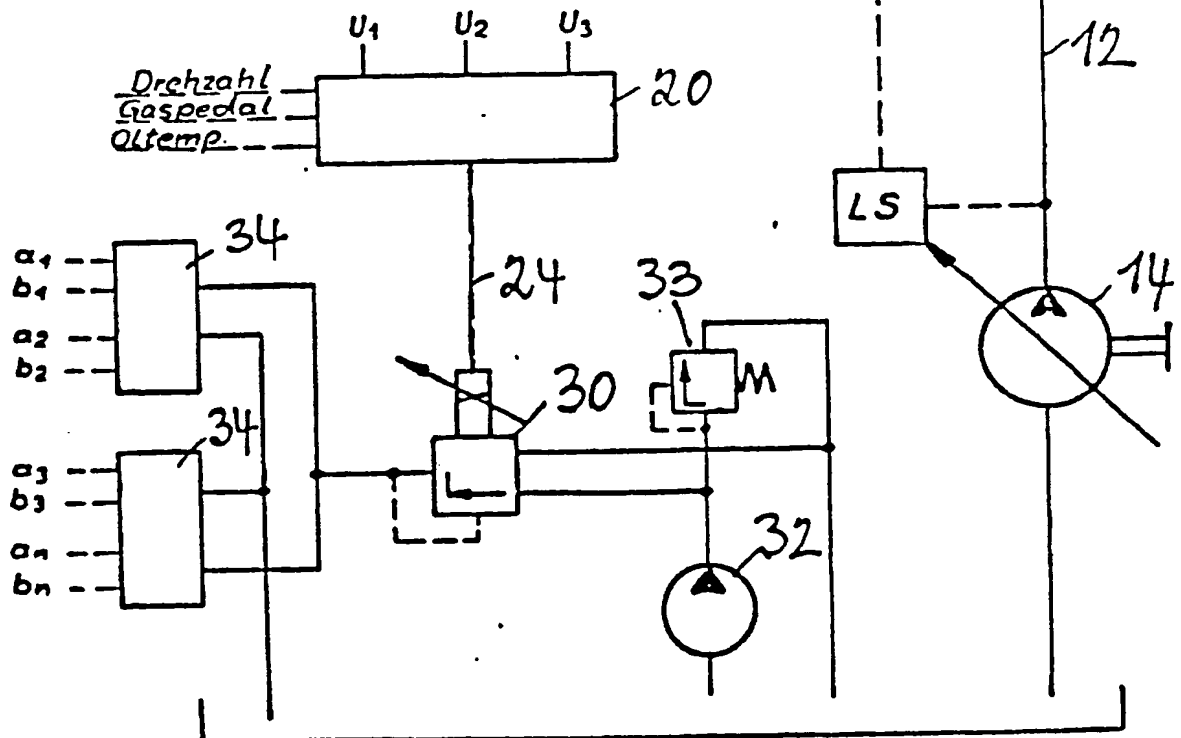 U1 U2 U3
12
Drehzahl
Gaspedal
Öltemp.
20
LS
34
a1
b1
a2
b2
24
33
14
30
34
a3
b3
an
bn
32